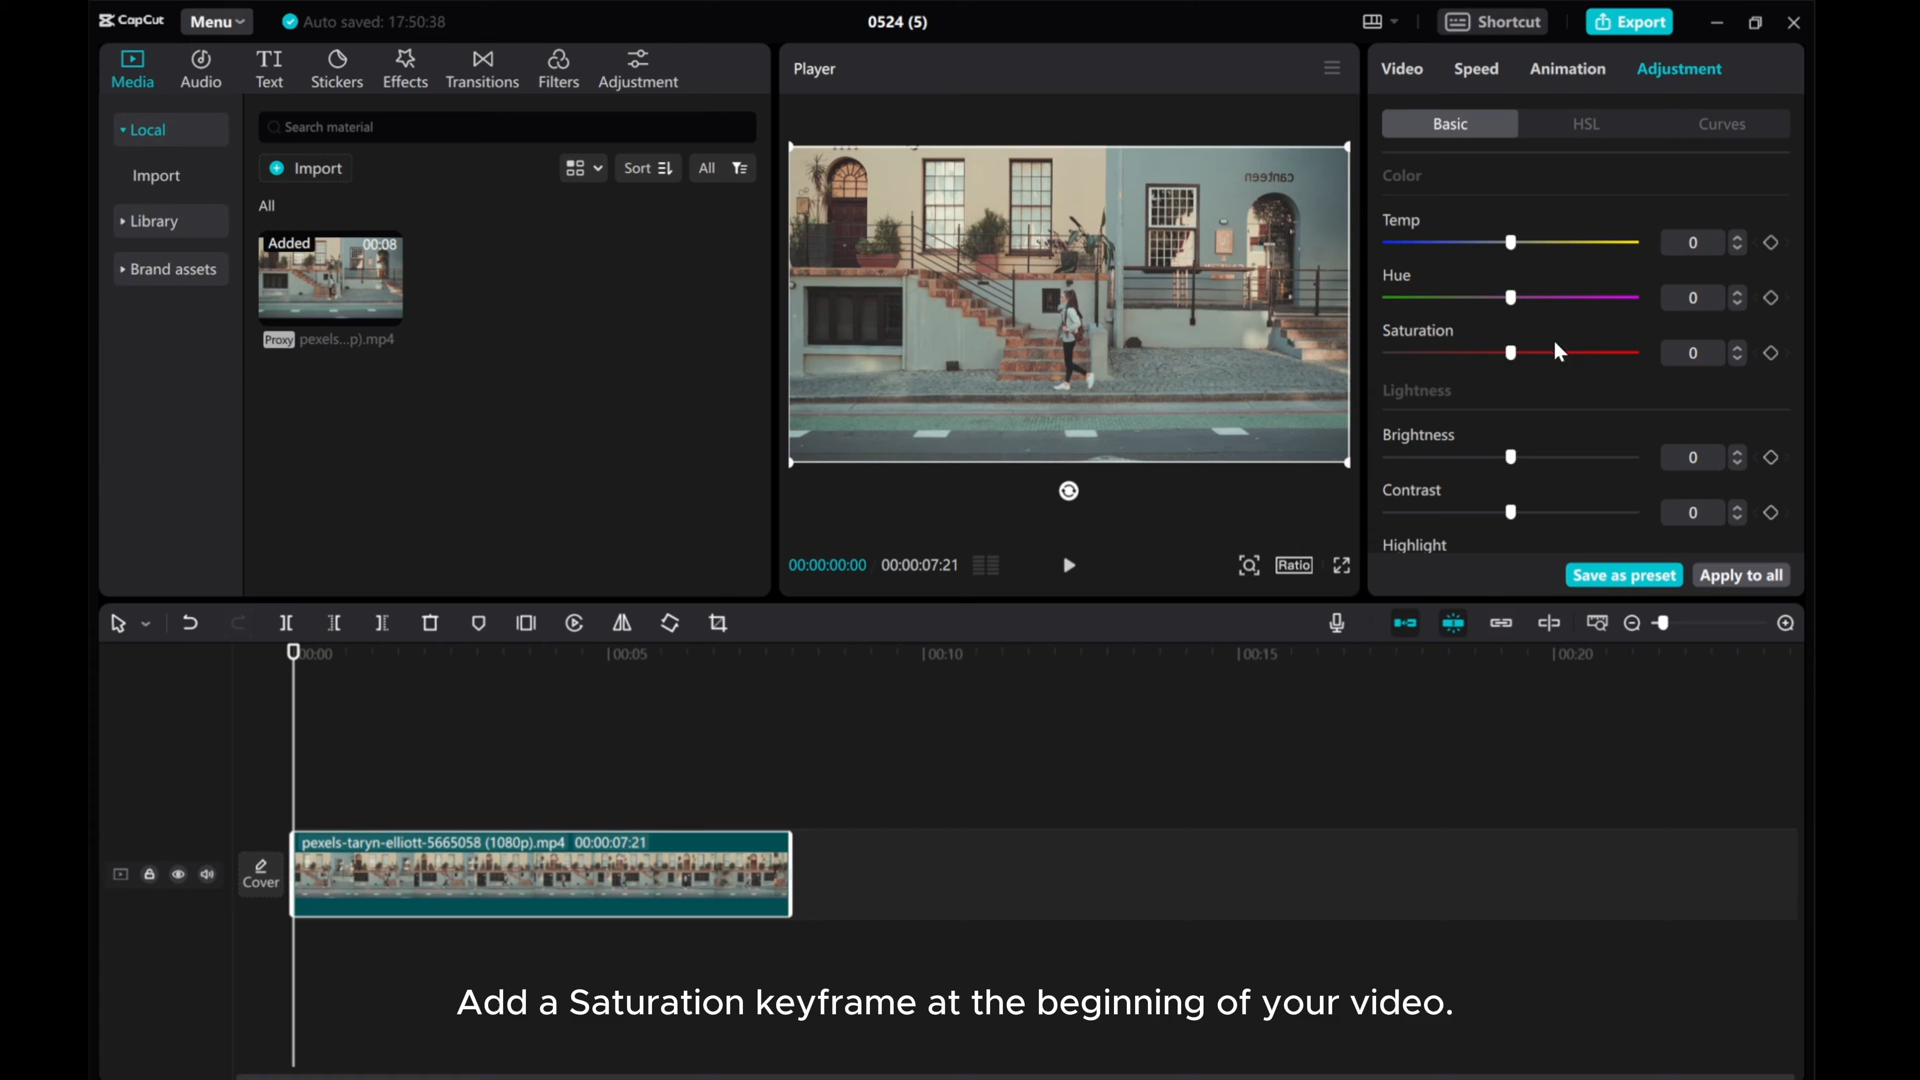 CapCut
Menu
Auto saved: 17:50:38
0524 (5)
Shortcut
Export
Media
Audio
Text
Stickers
Effects
Transitions
Filters
Adjustment
Local
Import
Library
Brand assets
Search material
Import
Sort
All
All
Added
00:08
Proxy
pexels...p).mp4
Player
canteen
00:00:00:00
00:00:07:21
Ratio
Video
Speed
Animation
Adjustment
Basic
HSL
Curves
Color
Temp
0
Hue
0
Saturation
0
Lightness
Brightness
0
Contrast
0
Highlight
Save as preset
Apply to all
00:00
00:05
00:10
00:15
00:20
Cover
pexels-taryn-elliott-5665058 (1080p).mp4
00:00:07:21
Add a Saturation keyframe at the beginning of your video.